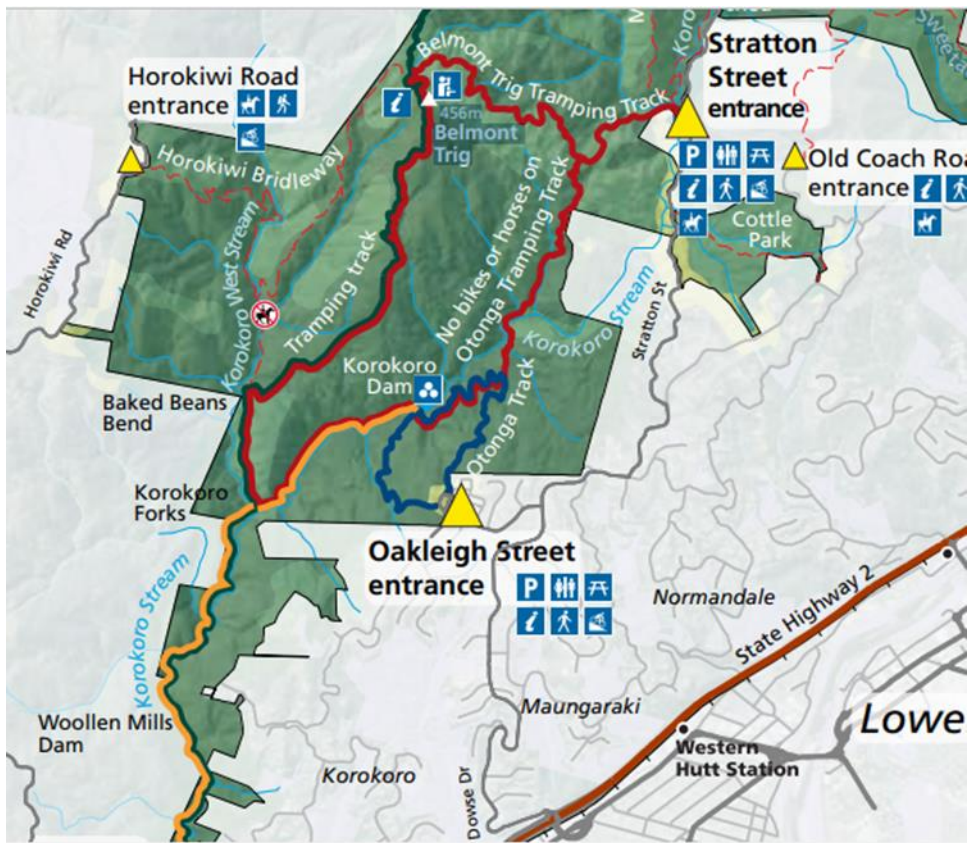 Belmont Trig Tramping Track
Stratton
Street
entrance
Horokiwi Road
entrance
456m
Belmont
Trig
P
i
Old Coach Roa
entrance
Horokiwi Bridleway
Cottle
Park
Horokiwi Rd
Korokoro West Stream
Tramping track
No bikes or horses on
Otonga Tramping Track
Korokoro Stream
Stratton St
Korokoro
Dam
Otonga Track
Baked Beans
Bend
Korokoro
Forks
Oakleigh Street
entrance
P
i
Normandale
State Highway 2
Korokoro Stream
Maungaraki
Woollen Mills
Dam
Lowe
Western
Hutt Station
Korokoro
Dowse Dr